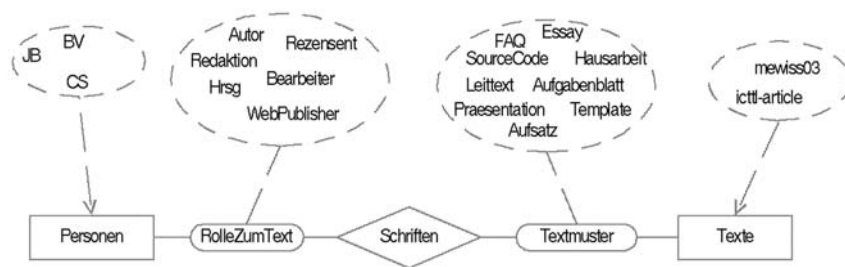 JB
BV
CS
Autor
Rezensent
Redaktion
Hrsg
Bearbeiter
WebPublisher
FAQ
Essay
SourceCode
Hausarbeit
Leittext
Aufgabenblatt
Praesentation
Template
Aufsatz
mewiss03
icttl-article
Personen
RolleZumText
Schriften
Textmuster
Texte